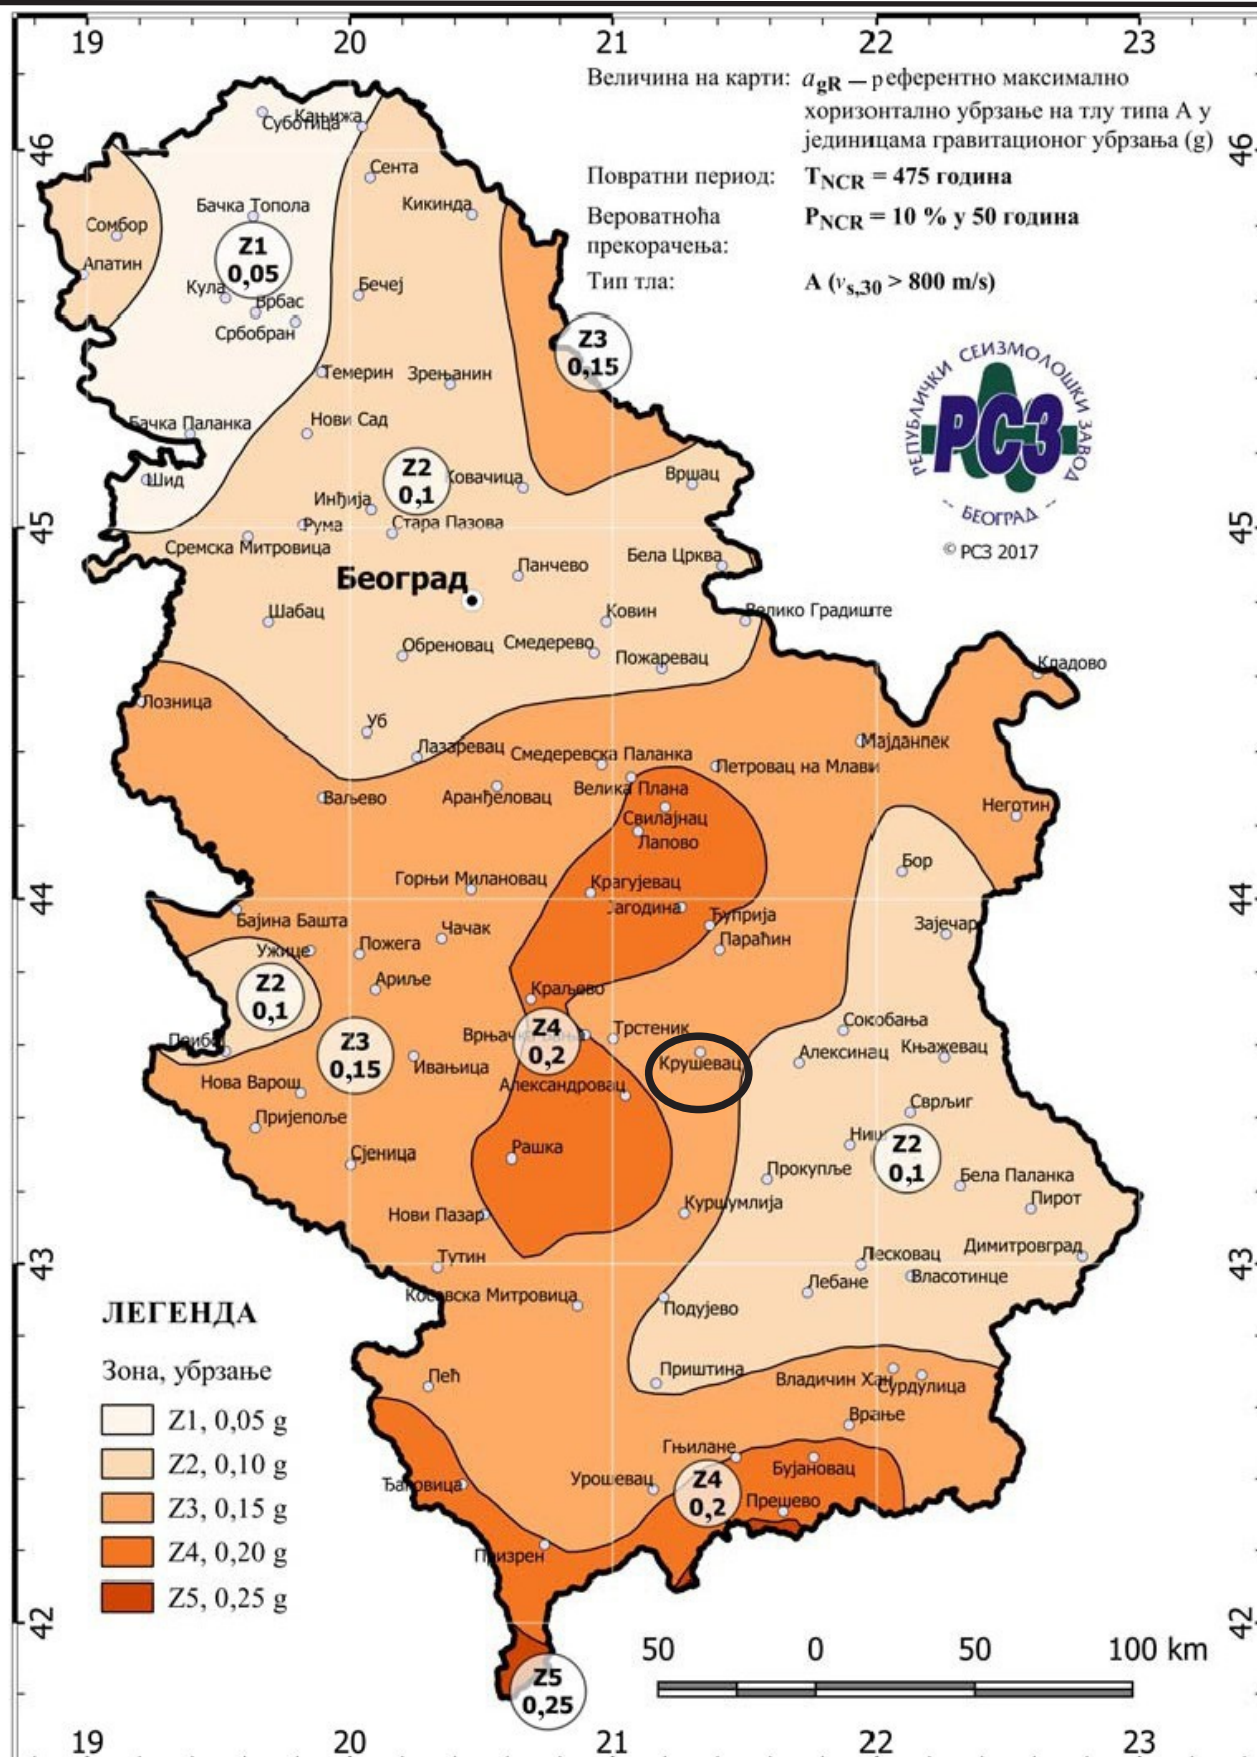 19 20 21 22 23
Величина на карти: agR — референтно максимално
хоризонтално убрзање на тлу типа А у
јединицама гравитационог убрзања (g)
Повратни период: TNCR = 475 година
Вероватноћа PNCR = 10 % у 50 година
прекорачења:
Тип тла: A (vs,30 > 800 m/s)
РЕПУБЛИЧКИ СЕИЗМОЛОШКИ ЗАВОД
РСЗ
-- БЕОГРАД --
© РСЗ 2017
46 46
45 45
44 44
43 43
42 42
Кањижа
Суботица
Сента
Бачка Топола
Кикинда
Сомбор
Z1
0,05
Апатин
Кула
Бечеј
Врбас
Србобран
Z3
0,15
Темерин
Зрењанин
Бачка Паланка
Нови Сад
Z2
0,1
Ковачица
Вршац
Шид
Инђија
Рума
Стара Пазова
Сремска Митровица
Бела Црква
Панчево
Београд
Шабац
Ковин
Велико Градиште
Обреновац
Смедерево
Пожаревац
Кладово
Лозница
Уб
Лазаревац
Смедеревска Паланка
Мајданпек
Петровац на Млави
Ваљево
Аранђеловац
Велика Плана
Неготин
Свилајнац
Лапово
Бор
Горњи Милановац
Крагујевац
Јагодина
Ћуприја
Бајина Башта
Чачак
Параћин
Зајечар
Ужице
Пожега
Z2
0,1
Ариље
Краљево
Z3
0,15
Z4
0,2
Трстеник
Сокобања
Прибој
Крушевац
Алексинац
Књажевац
Ивањица
Нова Варош
Александровац
Сврљиг
Пријепоље
Ниш
Z2
0,1
Сјеница
Рашка
Прокупље
Бела Паланка
Пирот
Нови Пазар
Куршумлија
Тутин
Лесковац
Димитровград
Косовска Митровица
Лебане
Власотинце
Подујево
Пећ
Приштина
Владичин Хан
Сурдулица
Врање
Гњилане
Бујановац
Ђаковица
Урошевац
Z4
0,2
Прешево
Призрен
Z5
0,25
ЛЕГЕНДА
Зона, убрзање
Z1, 0,05 g
Z2, 0,10 g
Z3, 0,15 g
Z4, 0,20 g
Z5, 0,25 g
50 0 50 100 km
19 20 21 22 23